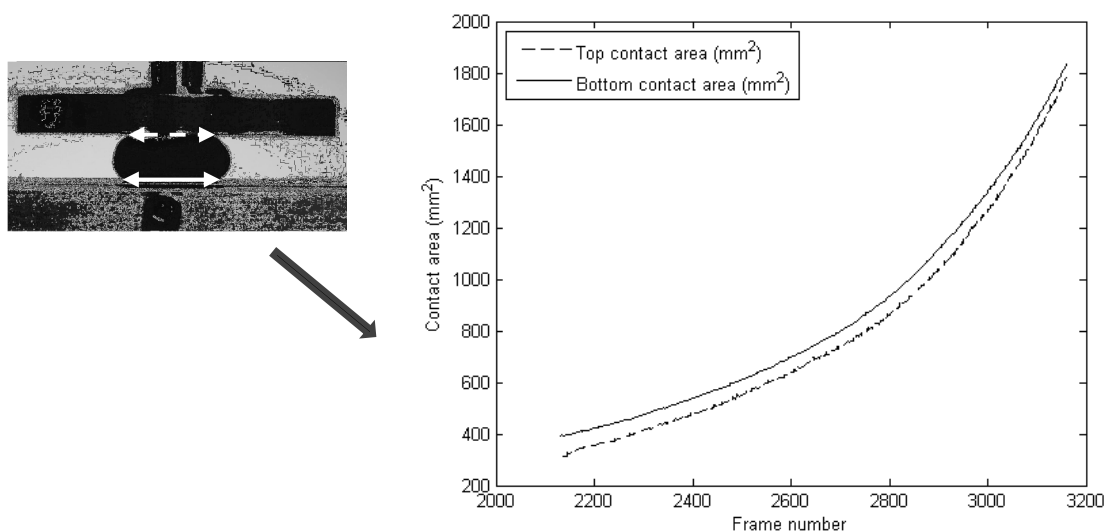 2000
1800
1600
1400
1200
1000
800
600
400
200
Contact area (mm²)
Top contact area (mm²)
Bottom contact area (mm²)
2000 2200 2400 2600 2800 3000 3200
Frame number